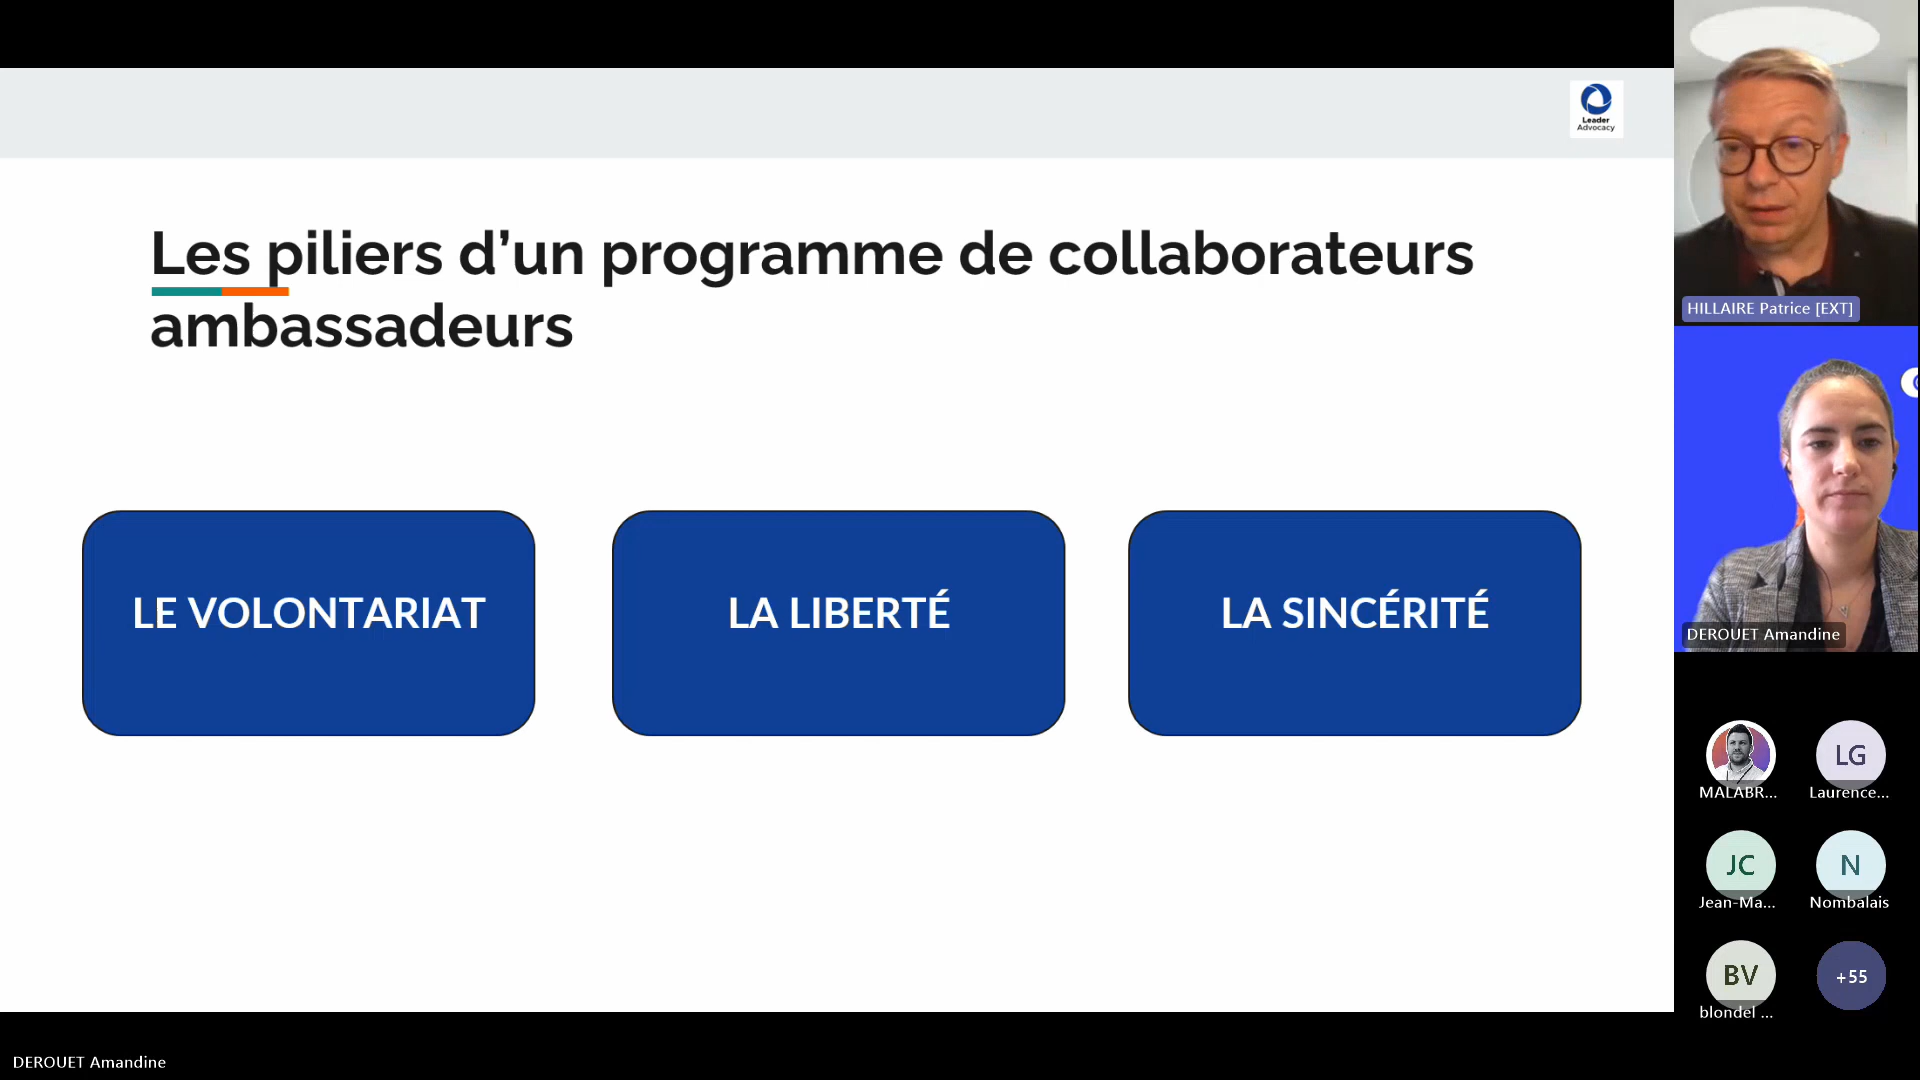 Leader
Advocacy
Les piliers d’un programme de collaborateurs
ambassadeurs
LE VOLONTARIAT
LA LIBERTÉ
LA SINCÉRITÉ
HILLAIRE Patrice [EXT]
DEROUET Amandine
MALABR...
LG
Laurence...
JC
Jean-Ma...
N
Nombalais
BV
blondel ...
+55
DEROUET Amandine